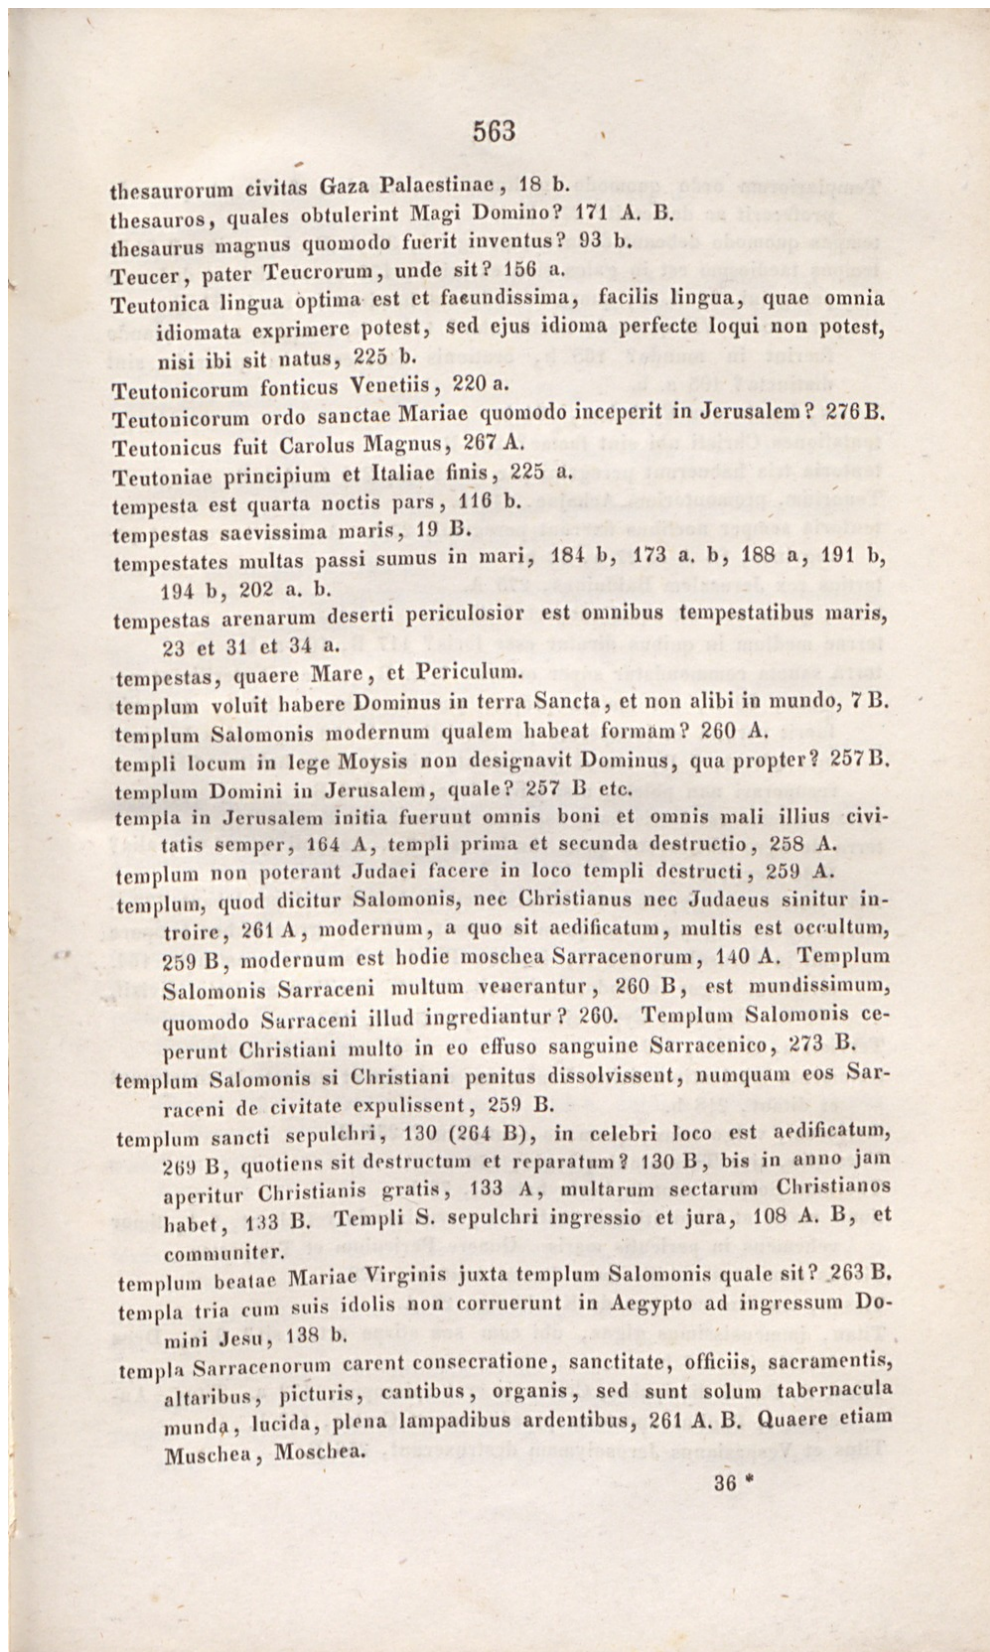 563
thesaurorum civitas Gaza Palaestinae, 18 b.
thesauros, quales obtulerint Magi Domino? 171 A. B.
thesaurus magnus quomodo fuerit inventus? 93 b.
Teucer, pater Teucrorum, unde sit? 156 a.
Teutonica lingua optima est et facundissima, facilis lingua, quae omnia
idiomata exprimere potest, sed ejus idioma perfecte loqui non potest,
nisi ibi sit natus, 225 b.
Teutonicorum fonticus Venetiis, 220 a.
Teutonicorum ordo sanctae Mariae quomodo inceperit in Jerusalem? 276 B.
Teutonicus fuit Carolus Magnus, 267 A.
Teutoniae principium et Italiae finis, 225 a.
tempesta est quarta noctis pars, 116 b.
tempestas saevissima maris, 19 B.
tempestates multas passi sumus in mari, 184 b, 173 a. b, 188 a, 191 b,
194 b, 202 a. b.
tempestas arenarum deserti periculosior est omnibus tempestatibus maris,
23 et 31 et 34 a.
tempestas, quaere Mare, et Periculum.
templum voluit habere Dominus in terra Sancta, et non alibi in mundo, 7 B.
templum Salomonis modernum qualem habeat formam? 260 A.
templi locum in lege Moysis non designavit Dominus, qua propter? 257 B.
templum Domini in Jerusalem, quale? 257 B etc.
templa in Jerusalem initia fuerunt omnis boni et omnis mali illius civi-
tatis semper, 164 A, templi prima et secunda destructio, 258 A.
templum non poterant Judaei facere in loco templi destructi, 259 A.
templum, quod dicitur Salomonis, nec Christianus nec Judaeus sinitur in-
troire, 261 A, modernum, a quo sit aedificatum, multis est occultum,
259 B, modernum est hodie moschea Sarracenorum, 140 A. Templum
Salomonis Sarraceni multum venerantur, 260 B, est mundissimum,
quomodo Sarraceni illud ingrediantur? 260. Templum Salomonis ce-
perunt Christiani multo in eo effuso sanguine Sarracenico, 273 B.
templum Salomonis si Christiani penitus dissolvissent, numquam eos Sar-
raceni de civitate expulissent, 259 B.
templum sancti sepulchri, 130 (264 B), in celebri loco est aedificatum,
269 B, quotiens sit destructum et reparatum? 130 B, bis in anno jam
aperitur Christianis gratis, 133 A, multarum sectarum Christianos
habet, 133 B. Templi S. sepulchri ingressio et jura, 108 A. B, et
communiter.
templum beatae Mariae Virginis juxta templum Salomonis quale sit? 263 B.
templa tria cum suis idolis non corruerunt in Aegypto ad ingressum Do-
mini Jesu, 138 b.
templa Sarracenorum carent consecratione, sanctitate, officiis, sacramentis,
altaribus, picturis, cantibus, organis, sed sunt solum tabernacula
munda, lucida, plena lampadibus ardentibus, 261 A. B. Quaere etiam
Muschea, Moschea.
36 *